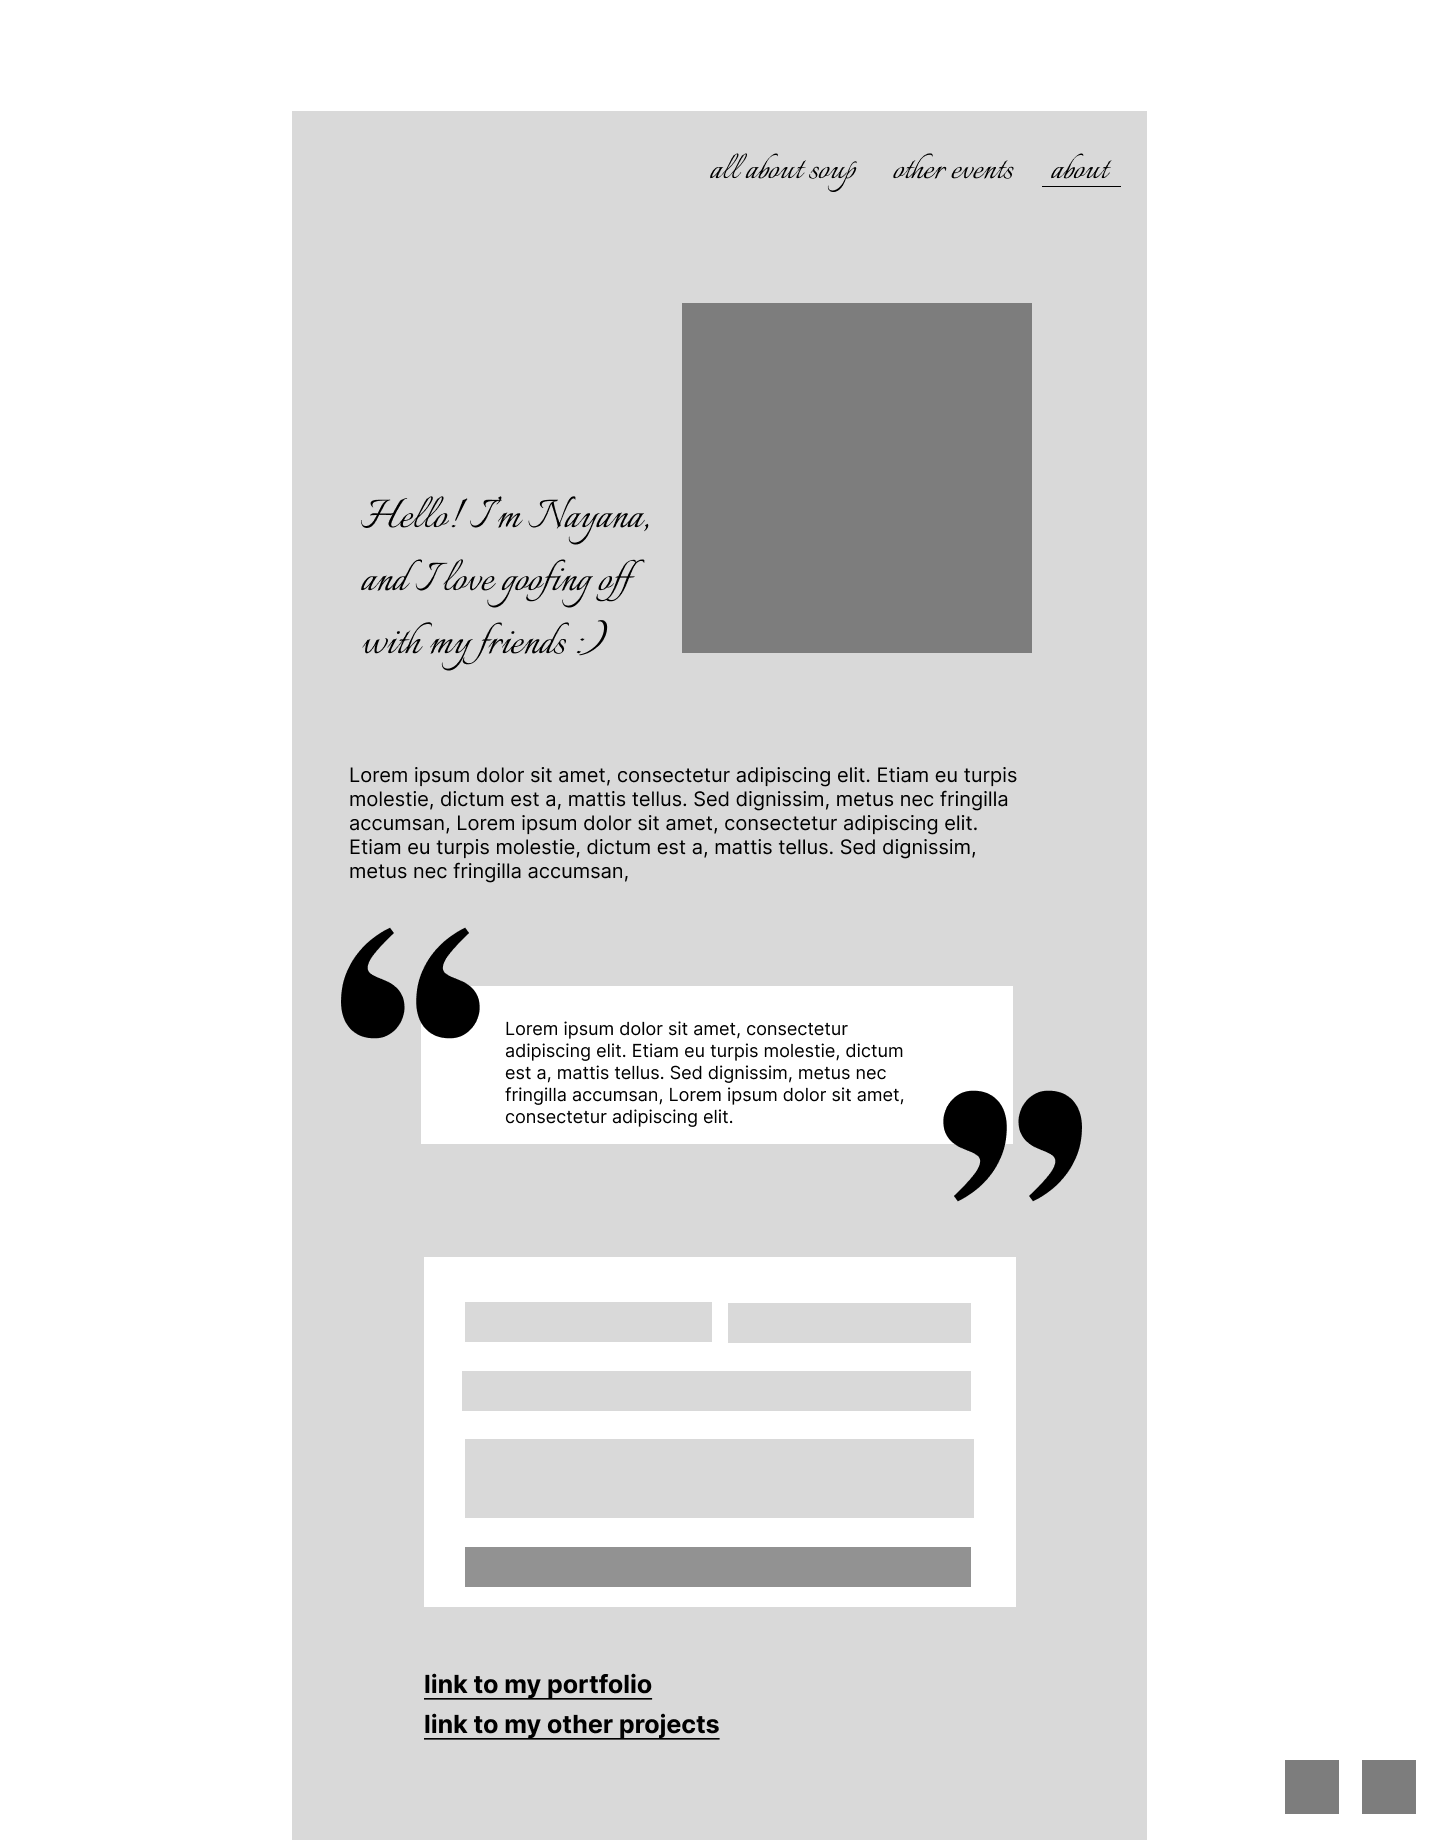 all about soup other events about
Hello! I'm Nayana,
and I love goofing off
with my friends :)
Lorem ipsum dolor sit amet, consectetur adipiscing elit. Etiam eu turpis
molestie, dictum est a, mattis tellus. Sed dignissim, metus nec fringilla
accumsan, Lorem ipsum dolor sit amet, consectetur adipiscing elit.
Etiam eu turpis molestie, dictum est a, mattis tellus. Sed dignissim,
metus nec fringilla accumsan,
“
Lorem ipsum dolor sit amet, consectetur
adipiscing elit. Etiam eu turpis molestie, dictum
est a, mattis tellus. Sed dignissim, metus nec
fringilla accumsan, Lorem ipsum dolor sit amet,
consectetur adipiscing elit.
”
link to my portfolio
link to my other projects